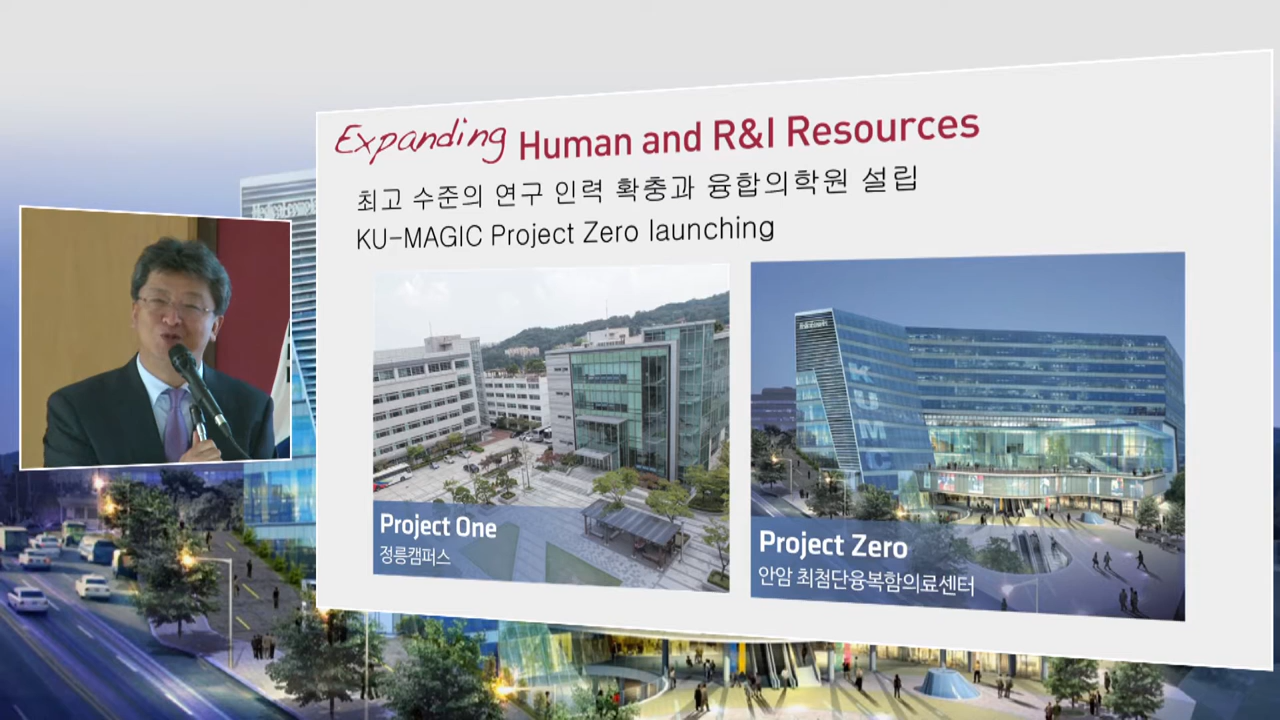 Expanding Human and R&I Resources
최고 수준의 연구 인력 확충과 융합의학원 설립
KU-MAGIC Project Zero launching
KUMC
Project One
정릉캠퍼스
Project Zero
안암 최첨단융복합의료센터